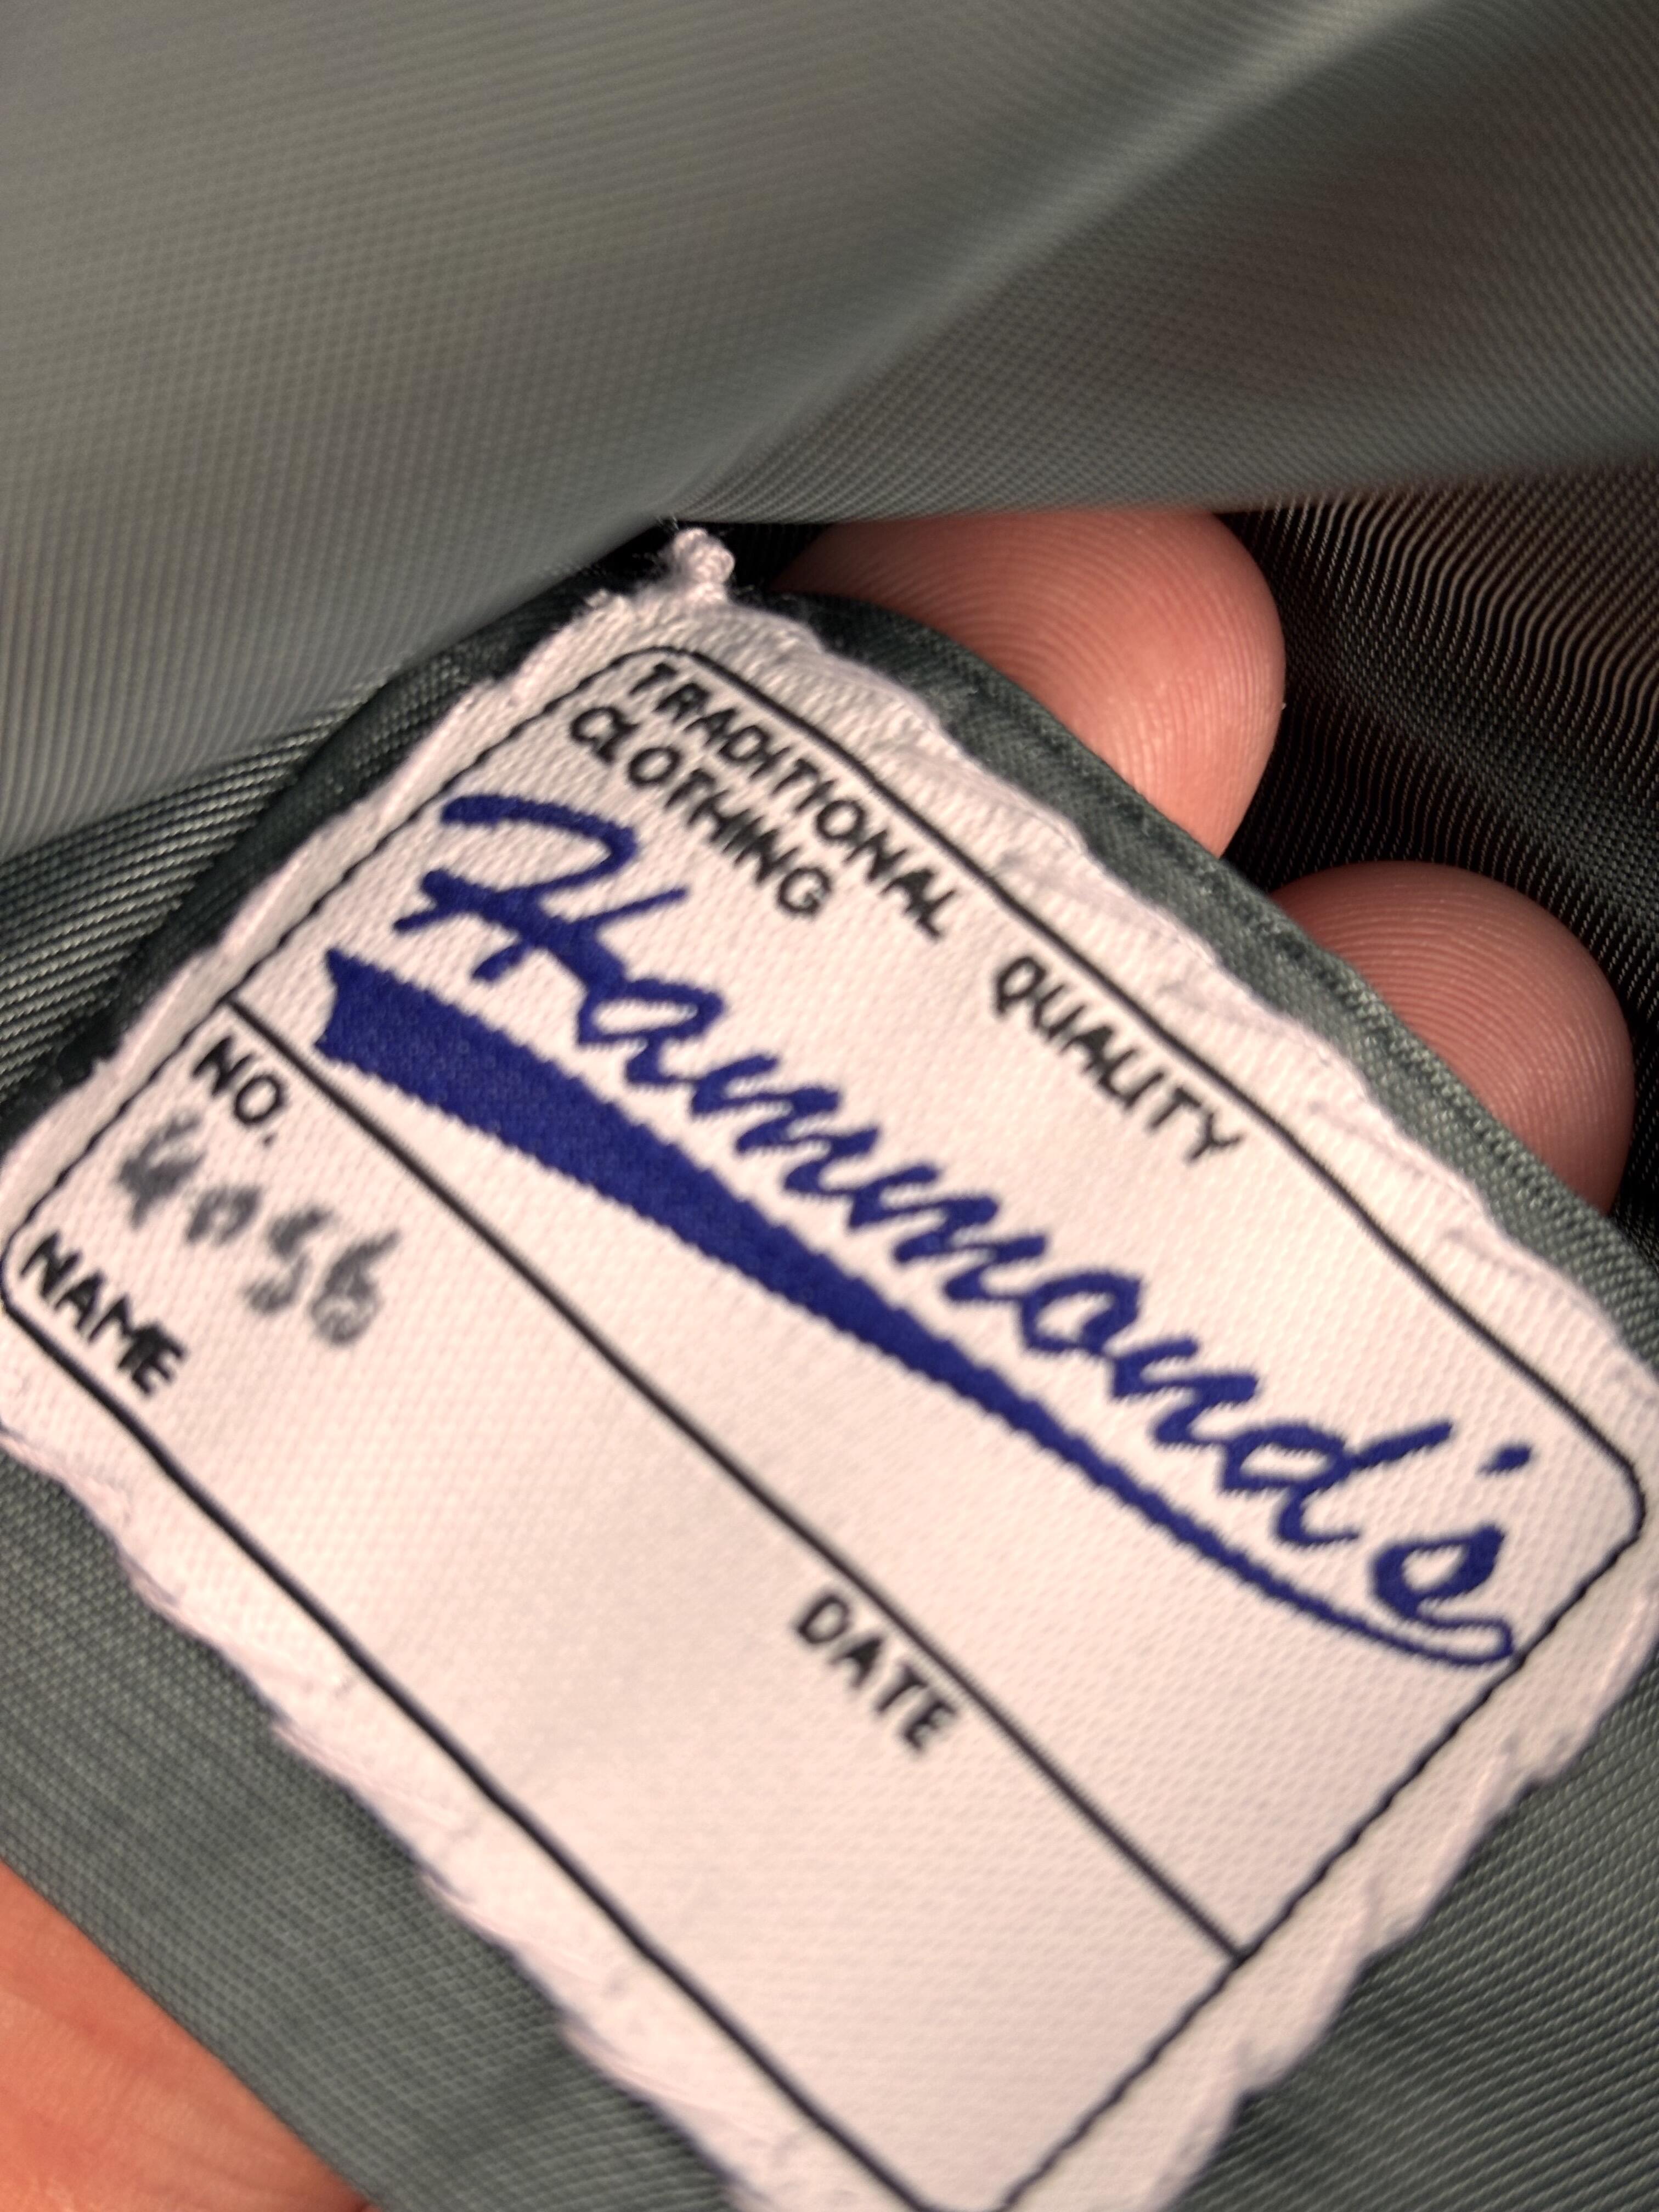 TRADITIONAL QUALITY
CLOTHING
Hammond's
NO. DATE
4056
NAME